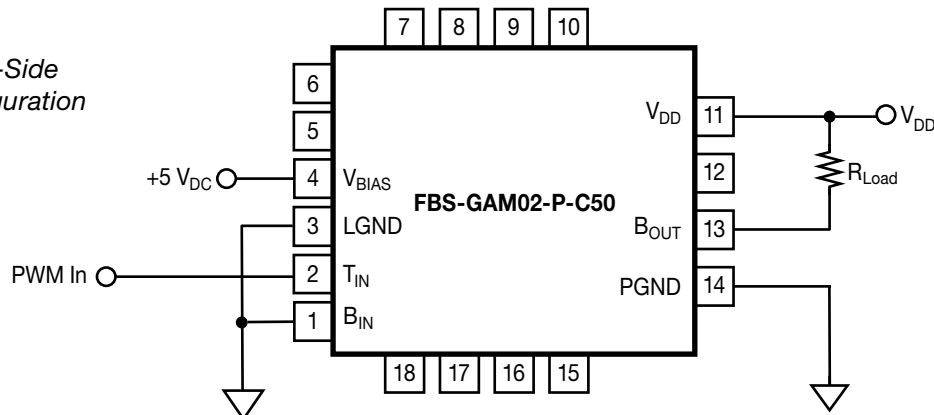 -Side
guration
7 8 9 10
6
5
4 V_BIAS
3 LGND
2 T_IN
1 B_IN
+5 V_DC
PWM In
FBS-GAM02-P-C50
V_DD 11
12
B_OUT 13
PGND 14
V_DD
R_Load
18 17 16 15